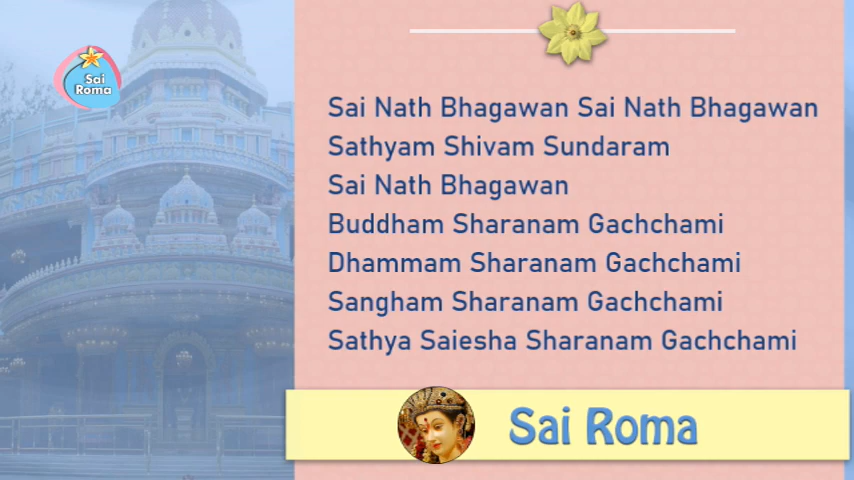 Sai
Roma
Sai Nath Bhagawan Sai Nath Bhagawan
Sathyam Shivam Sundaram
Sai Nath Bhagawan
Buddham Sharanam Gachchami
Dhammam Sharanam Gachchami
Sangham Sharanam Gachchami
Sathya Saiesha Sharanam Gachchami
Sai Roma